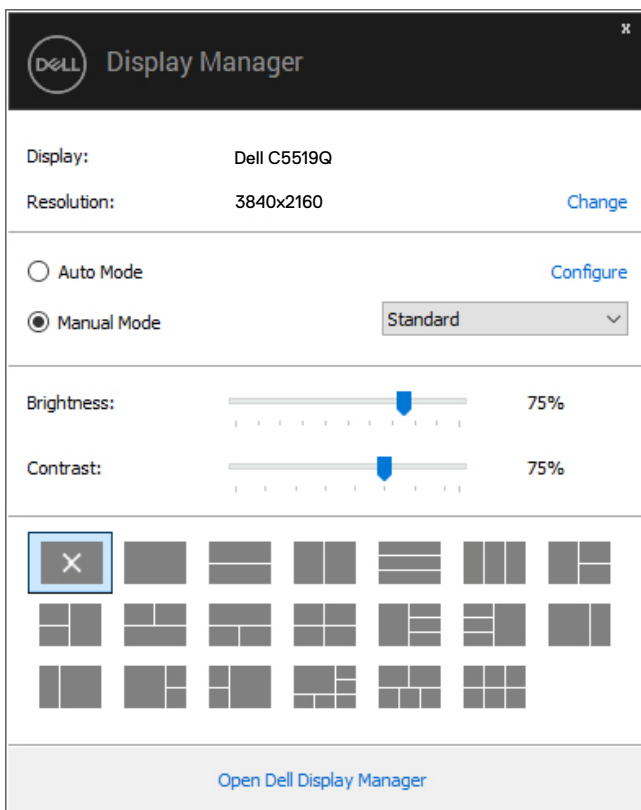 x
DELL Display Manager
Display: Dell C5519Q
Resolution: 3840x2160 Change
Auto Mode Configure
Manual Mode Standard
Brightness: 75%
Contrast: 75%
Open Dell Display Manager